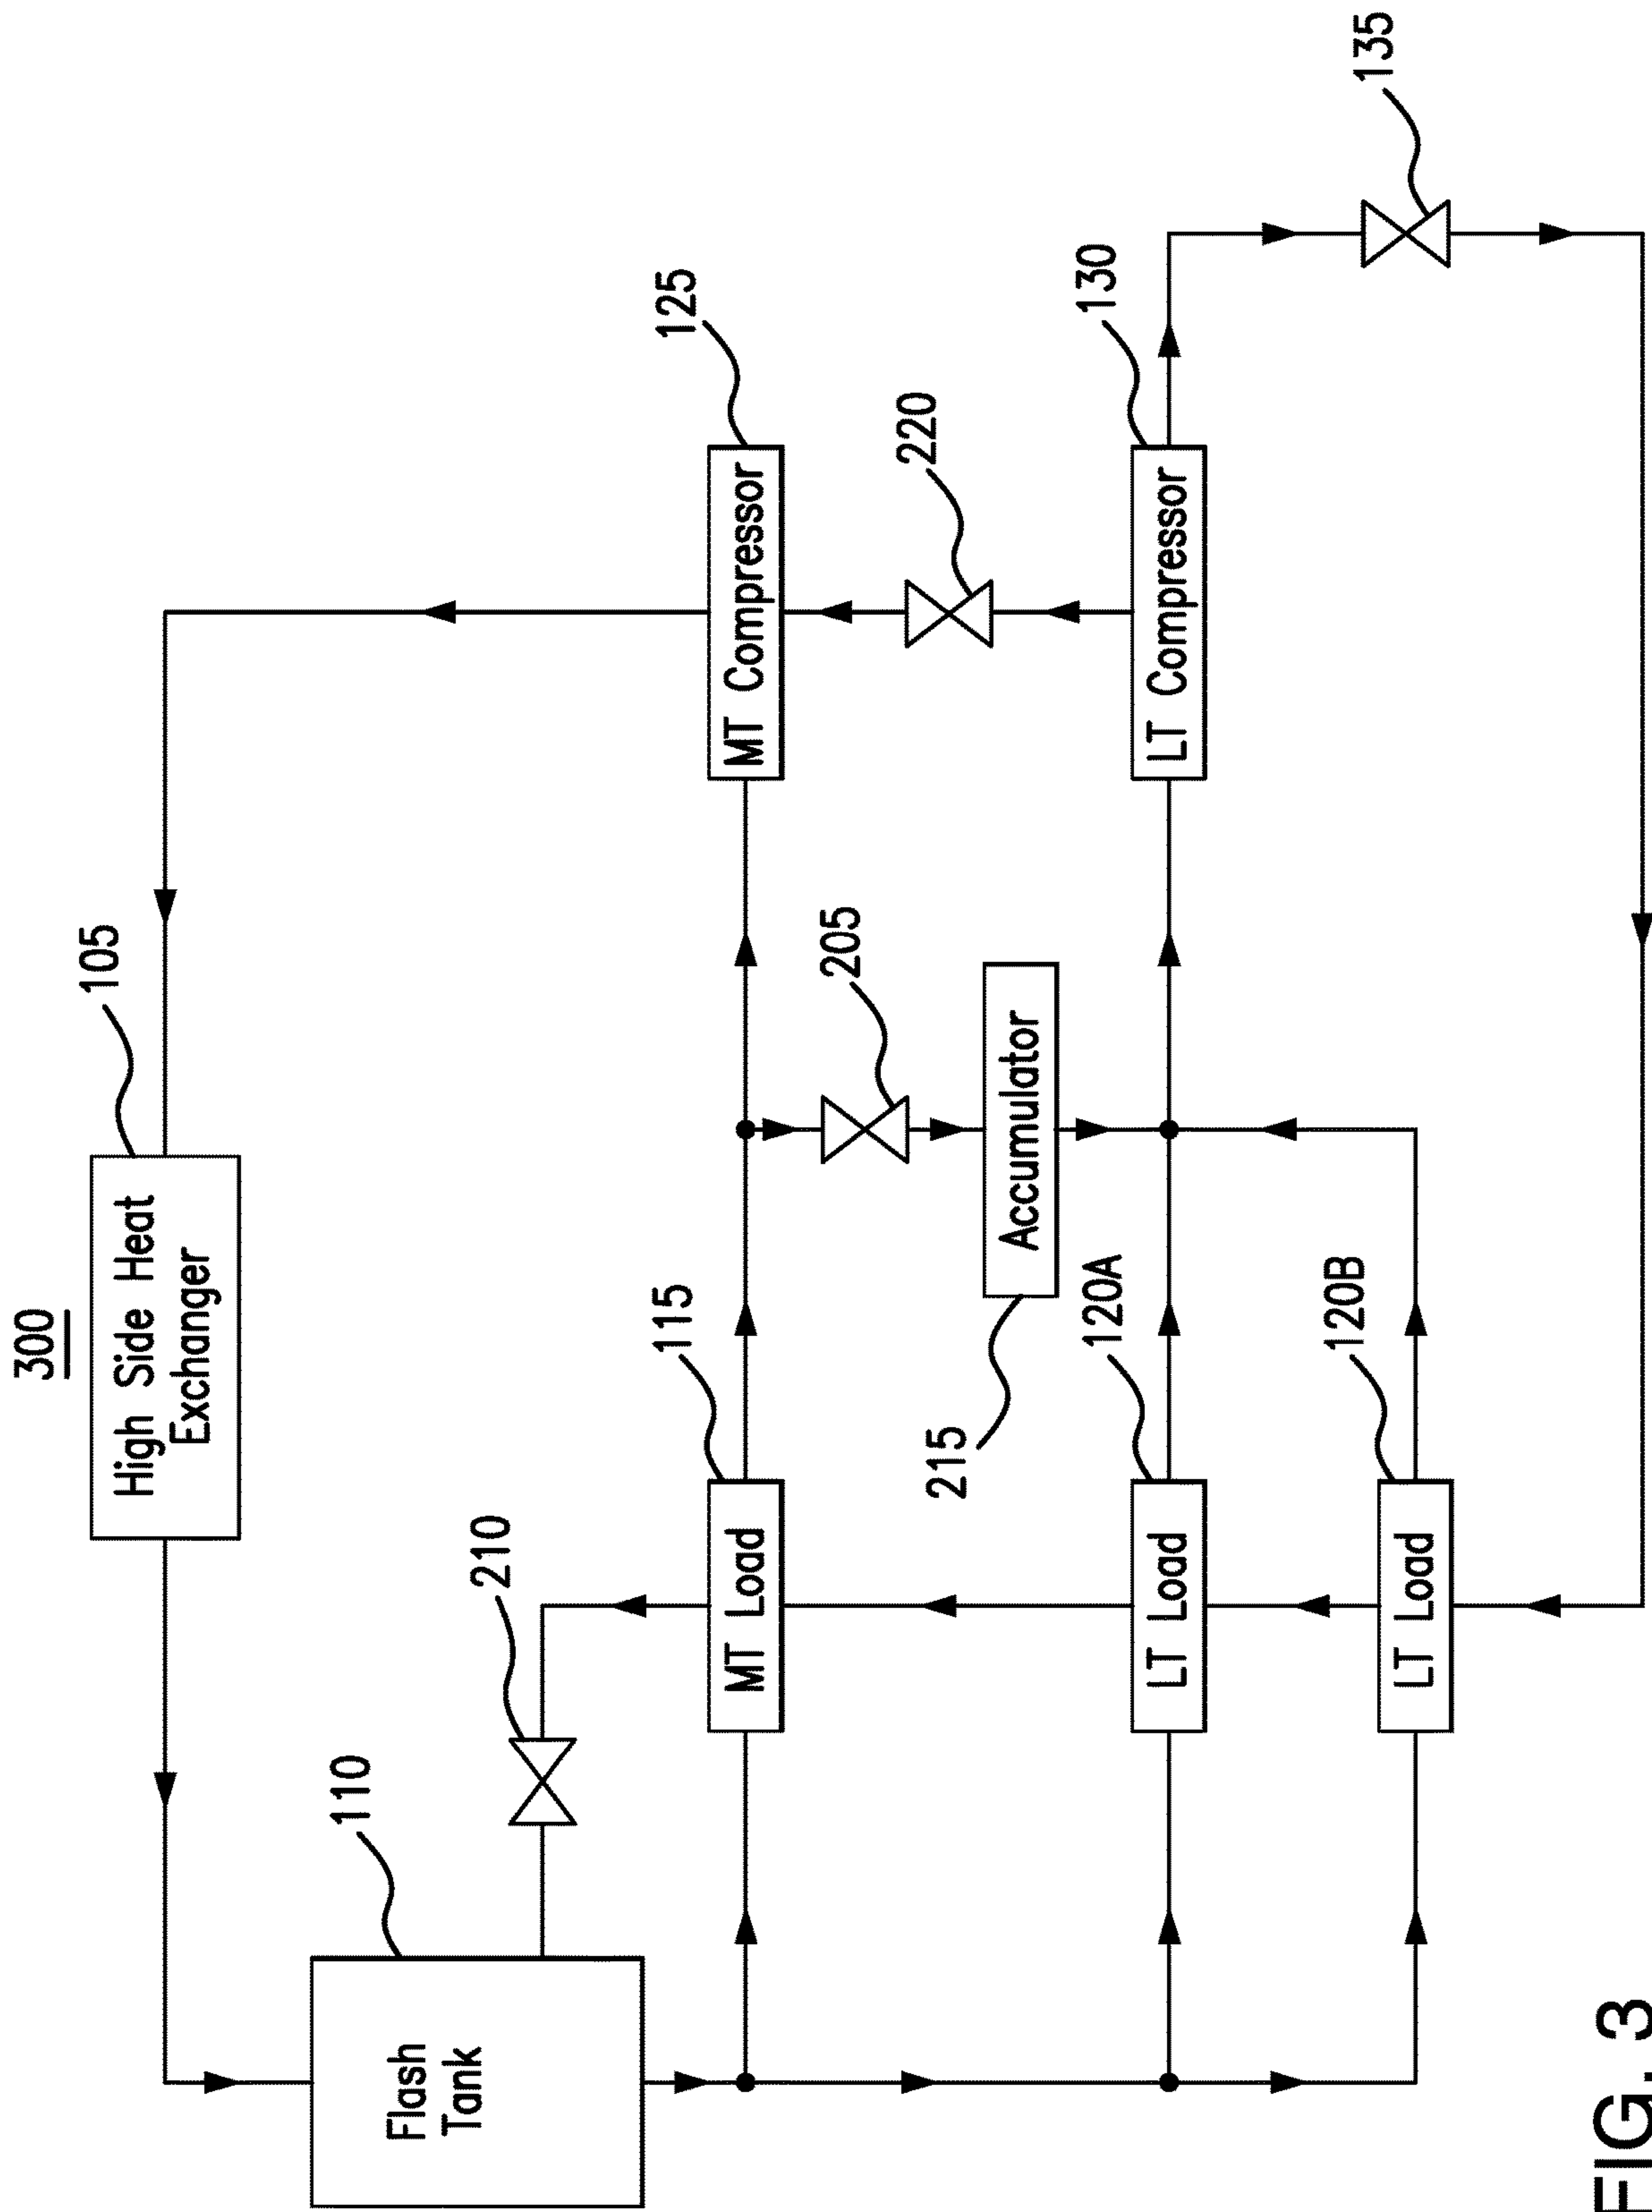 300
High Side Heat
Exchanger
105
110
Flash
Tank
210
MT Load
115
MT Compressor
125
205
220
Accumulator
215
LT Load
120A
LT Compressor
130
LT Load
120B
135
FIG. 3